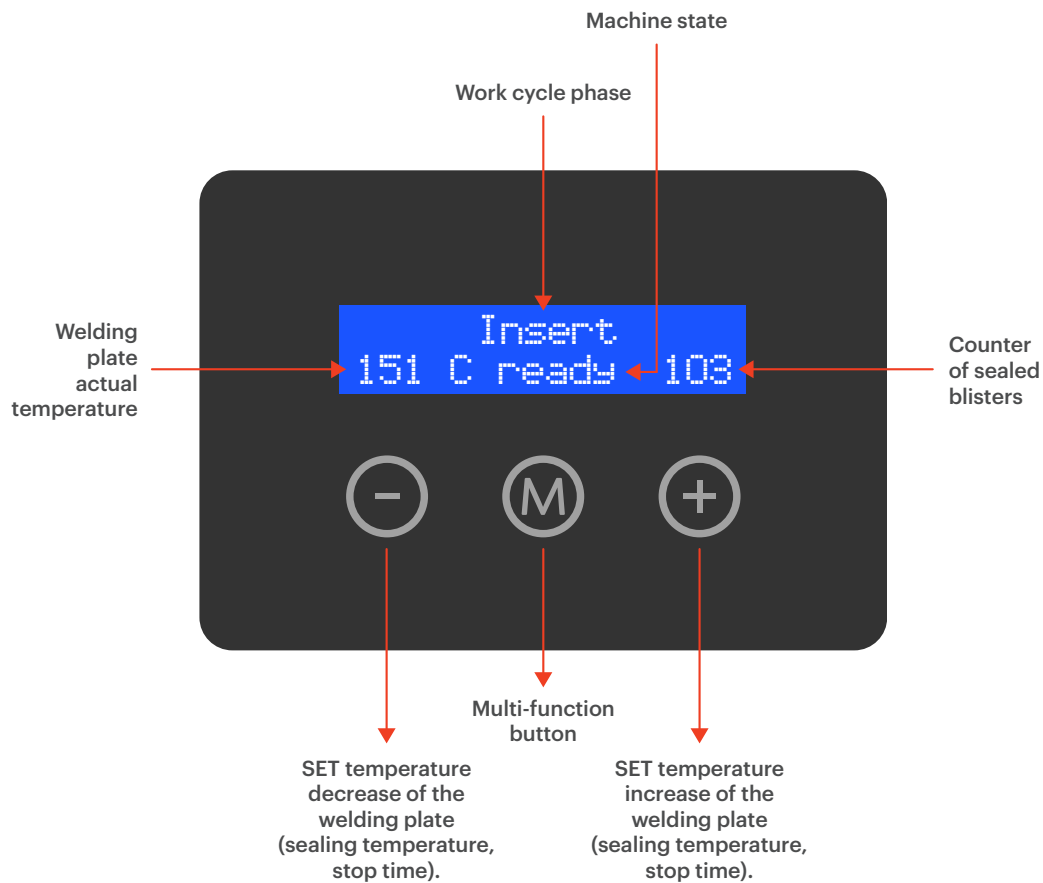 Machine state
Work cycle phase
Insert
151 C ready 103
Welding
plate
actual
temperature
Counter
of sealed
blisters
-
M
+
Multi-function
button
SET temperature
decrease of the
welding plate
(sealing temperature,
stop time).
SET temperature
increase of the
welding plate
(sealing temperature,
stop time).